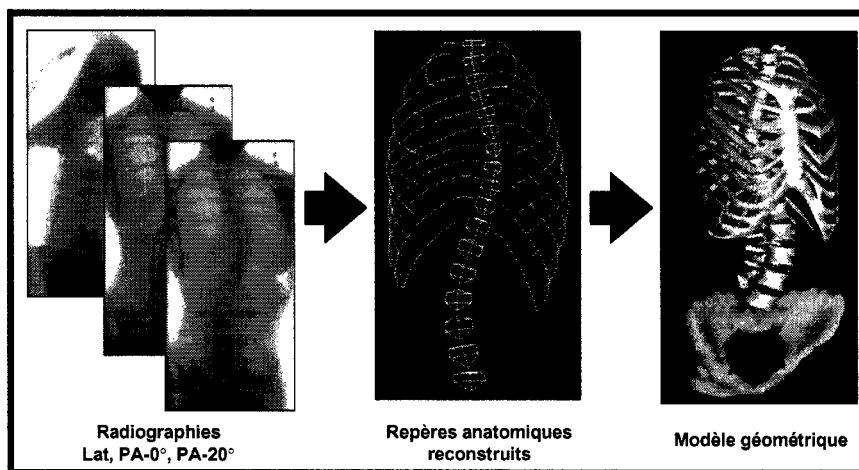 Radiographies
Lat, PA-0°, PA-20°
Repères anatomiques
reconstruits
Modèle géométrique